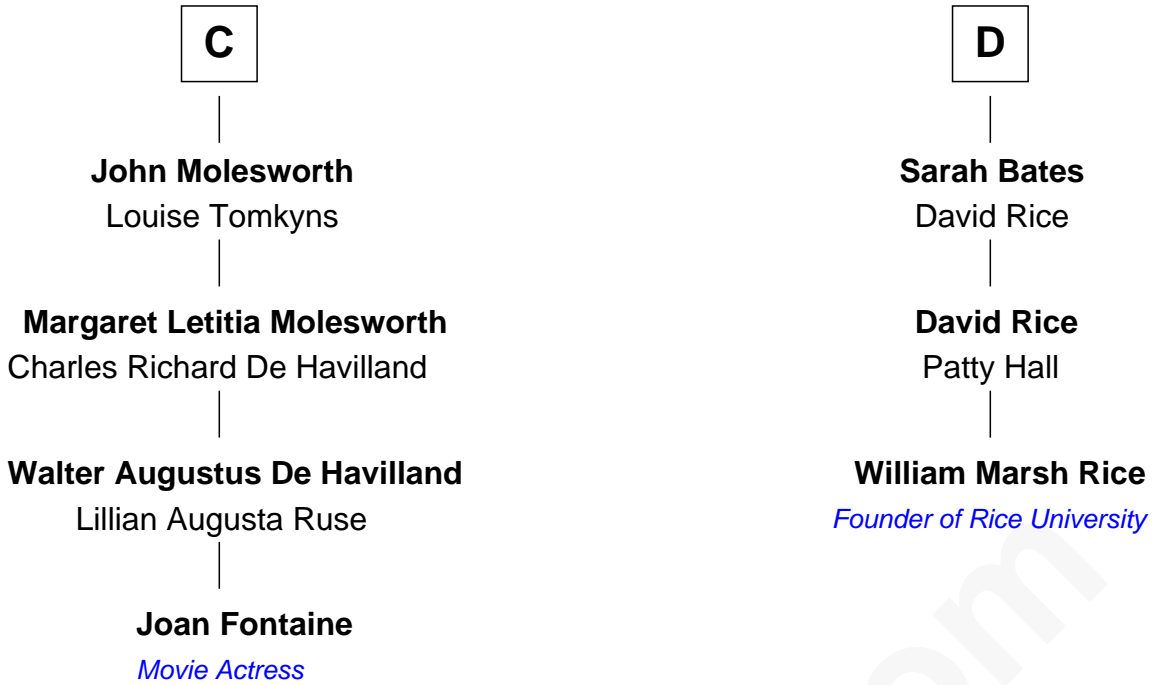 C
John Molesworth
Louise Tomkyns
Margaret Letitia Molesworth
Charles Richard De Havilland
Walter Augustus De Havilland
Lillian Augusta Ruse
Joan Fontaine
Movie Actress
D
Sarah Bates
David Rice
David Rice
Patty Hall
William Marsh Rice
Founder of Rice University
om